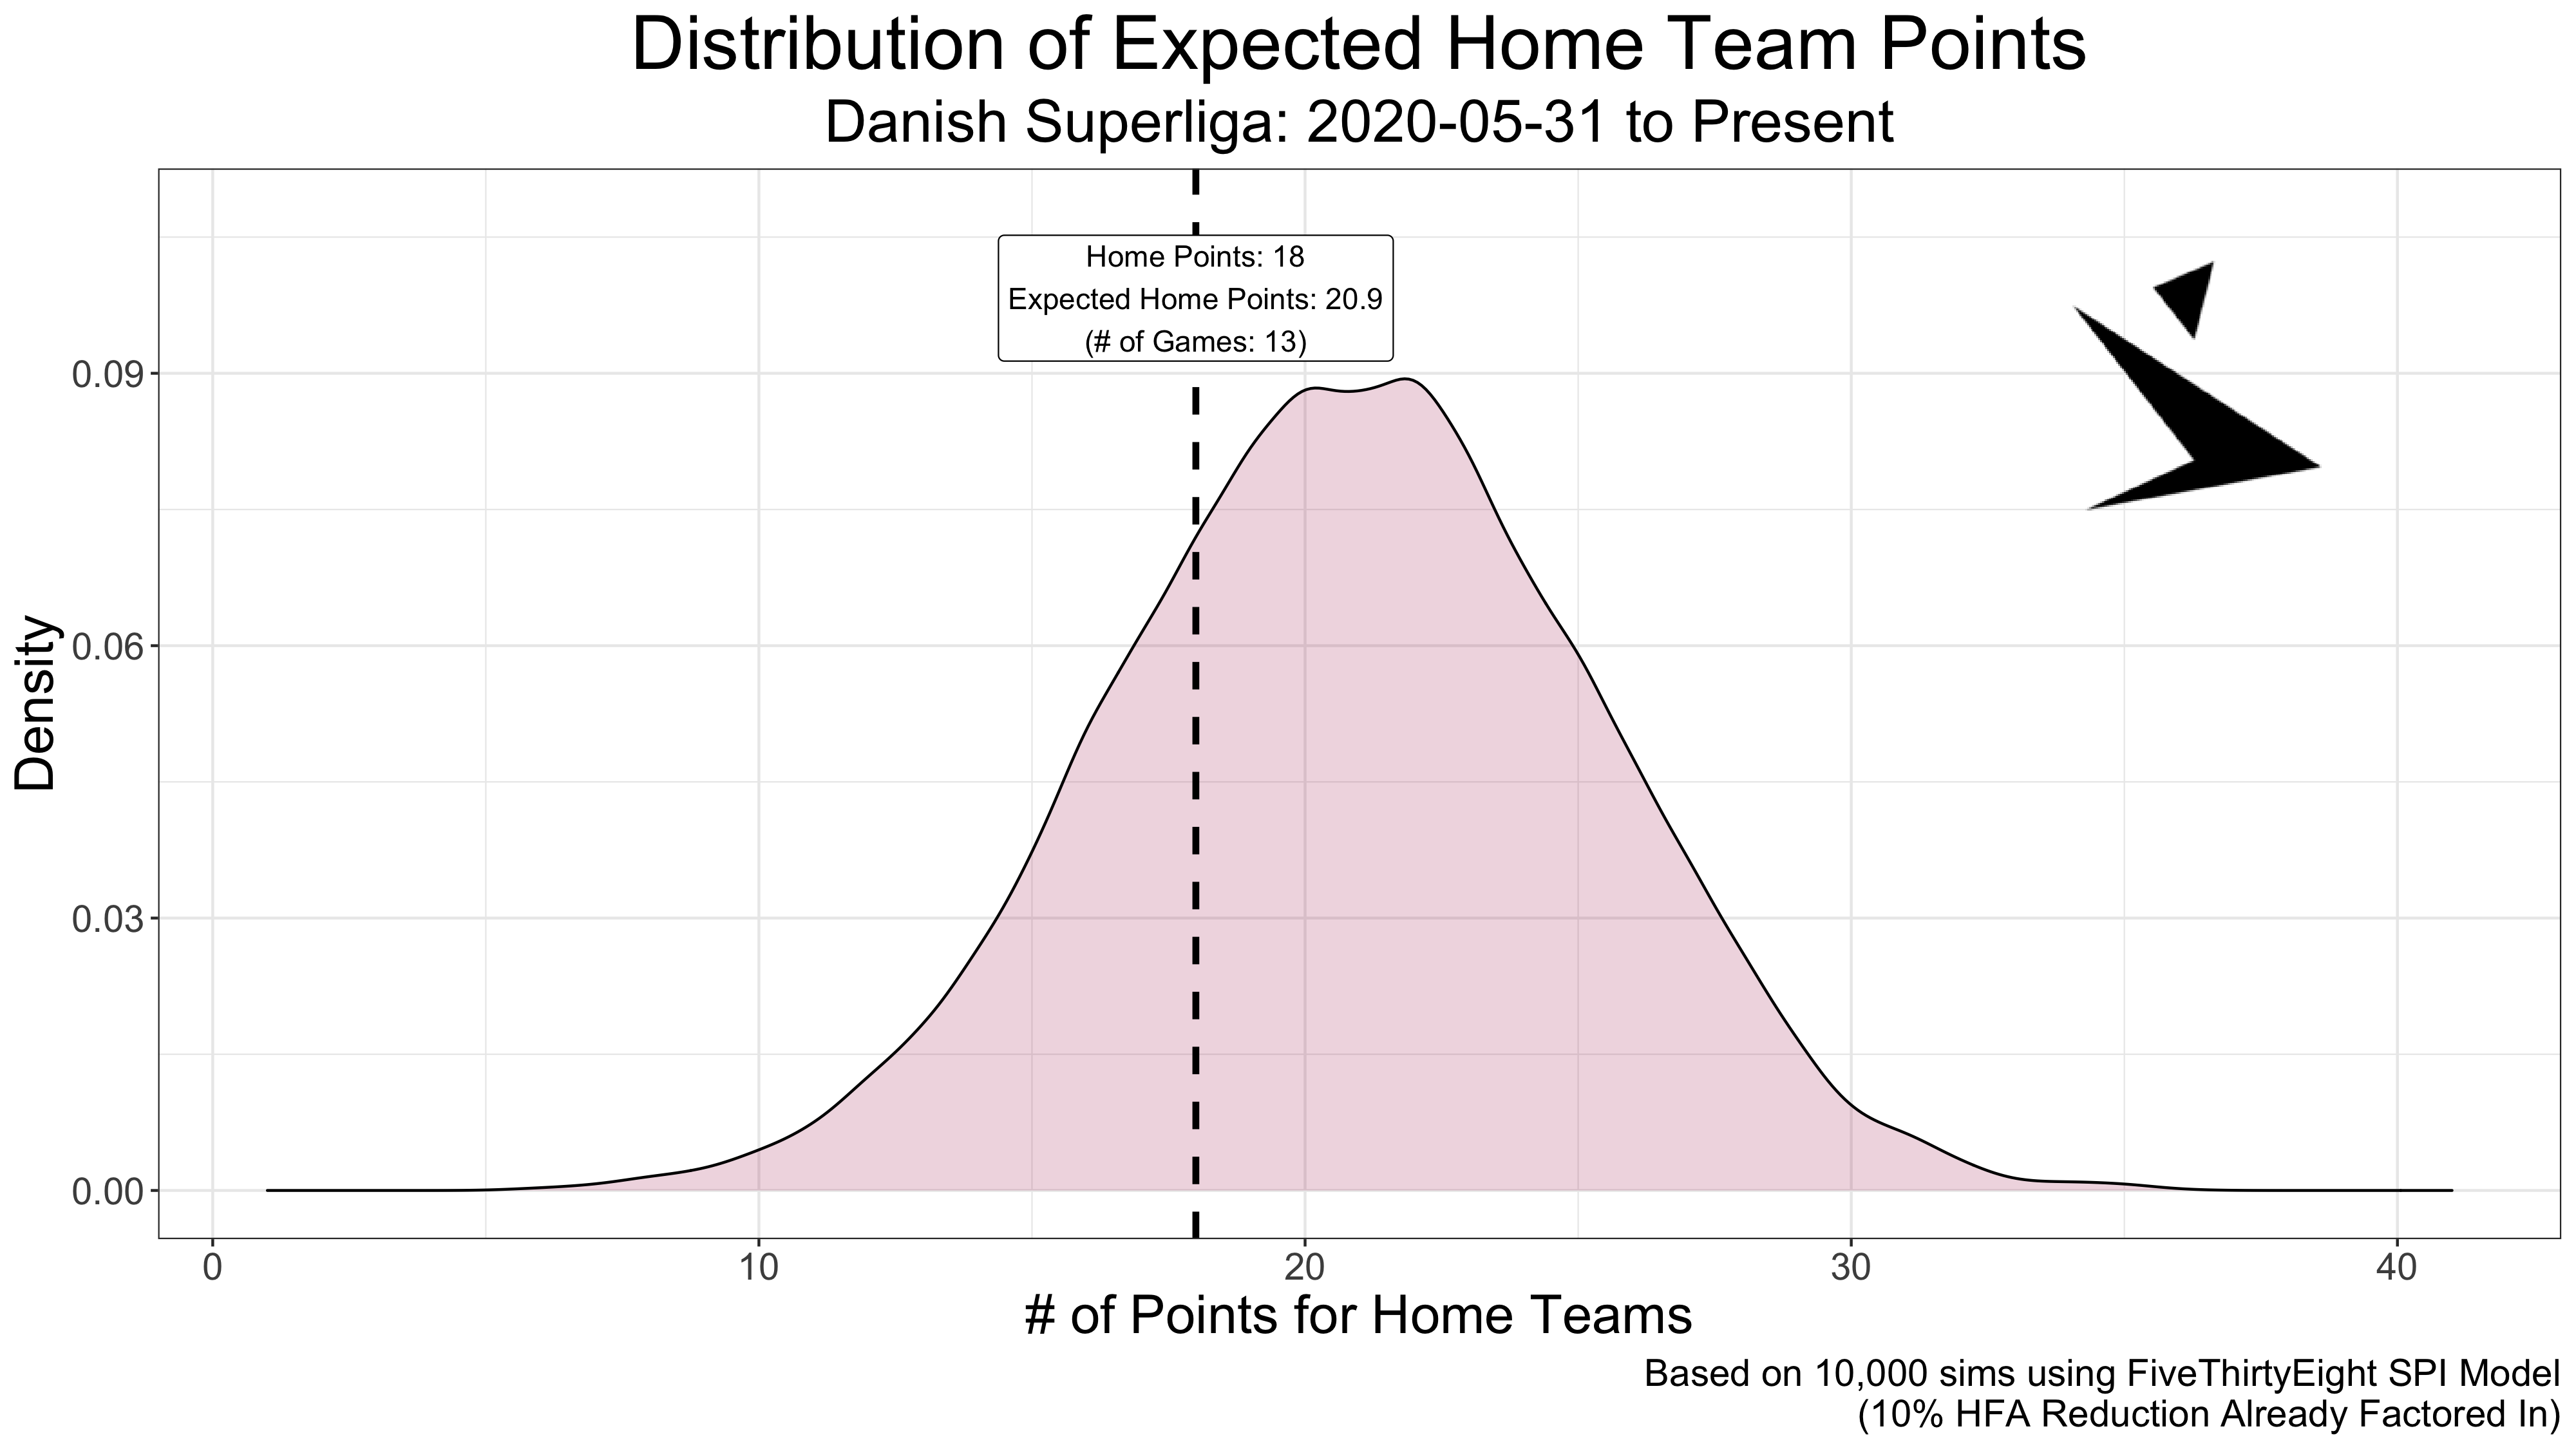 Distribution of Expected Home Team Points
Danish Superliga: 2020-05-31 to Present
Home Points: 18
Expected Home Points: 20.9
(# of Games: 13)
Density
0.09
0.06
0.03
0.00
0 10 20 30 40
# of Points for Home Teams
Based on 10,000 sims using FiveThirtyEight SPI Model
(10% HFA Reduction Already Factored In)